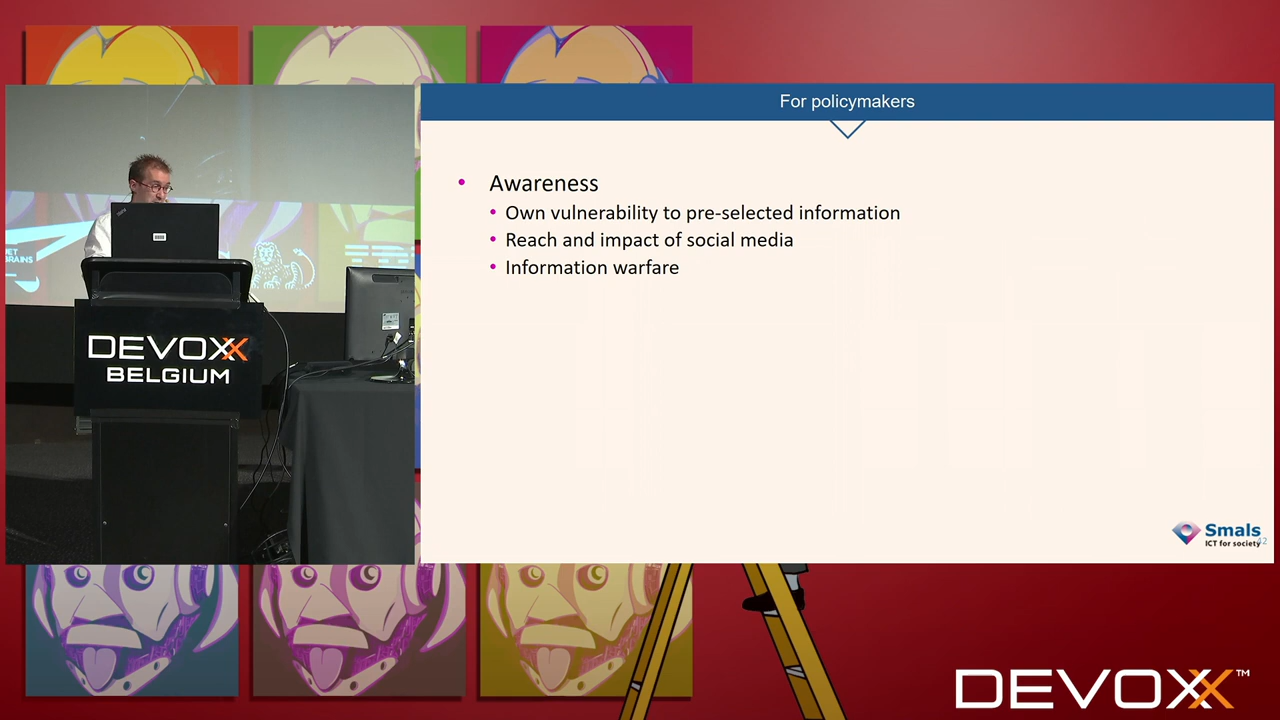 For policymakers
• Awareness
• Own vulnerability to pre-selected information
• Reach and impact of social media
• Information warfare
Smals
ICT for society
DEVOXX
BELGIUM
DEVOXX™